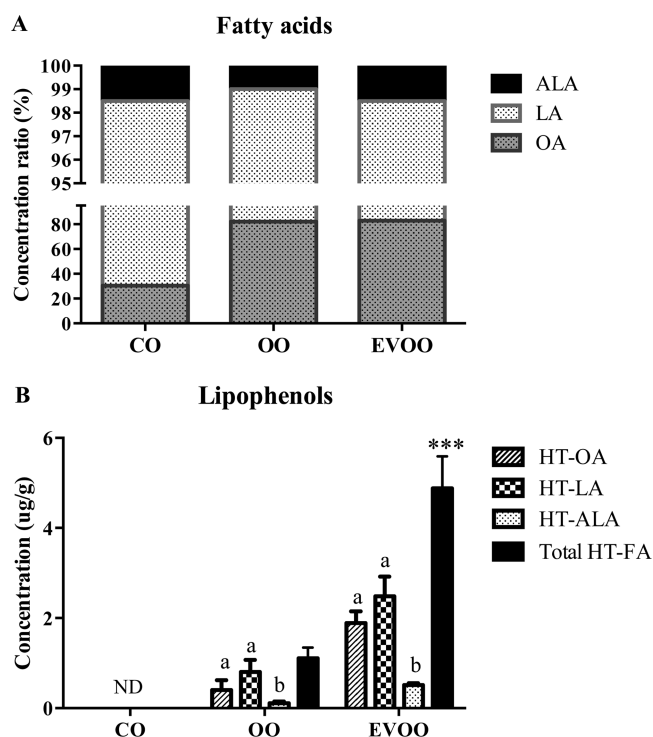 A
Fatty acids
Concentration ratio (%)
100
99
98
97
96
95
80
60
40
20
0
CO
OO
EVOO
ALA
LA
OA
B
Lipophenols
Concentration (ug/g)
6
4
2
0
ND
a
a
b
a
a
b
***
CO
OO
EVOO
HT-OA
HT-LA
HT-ALA
Total HT-FA